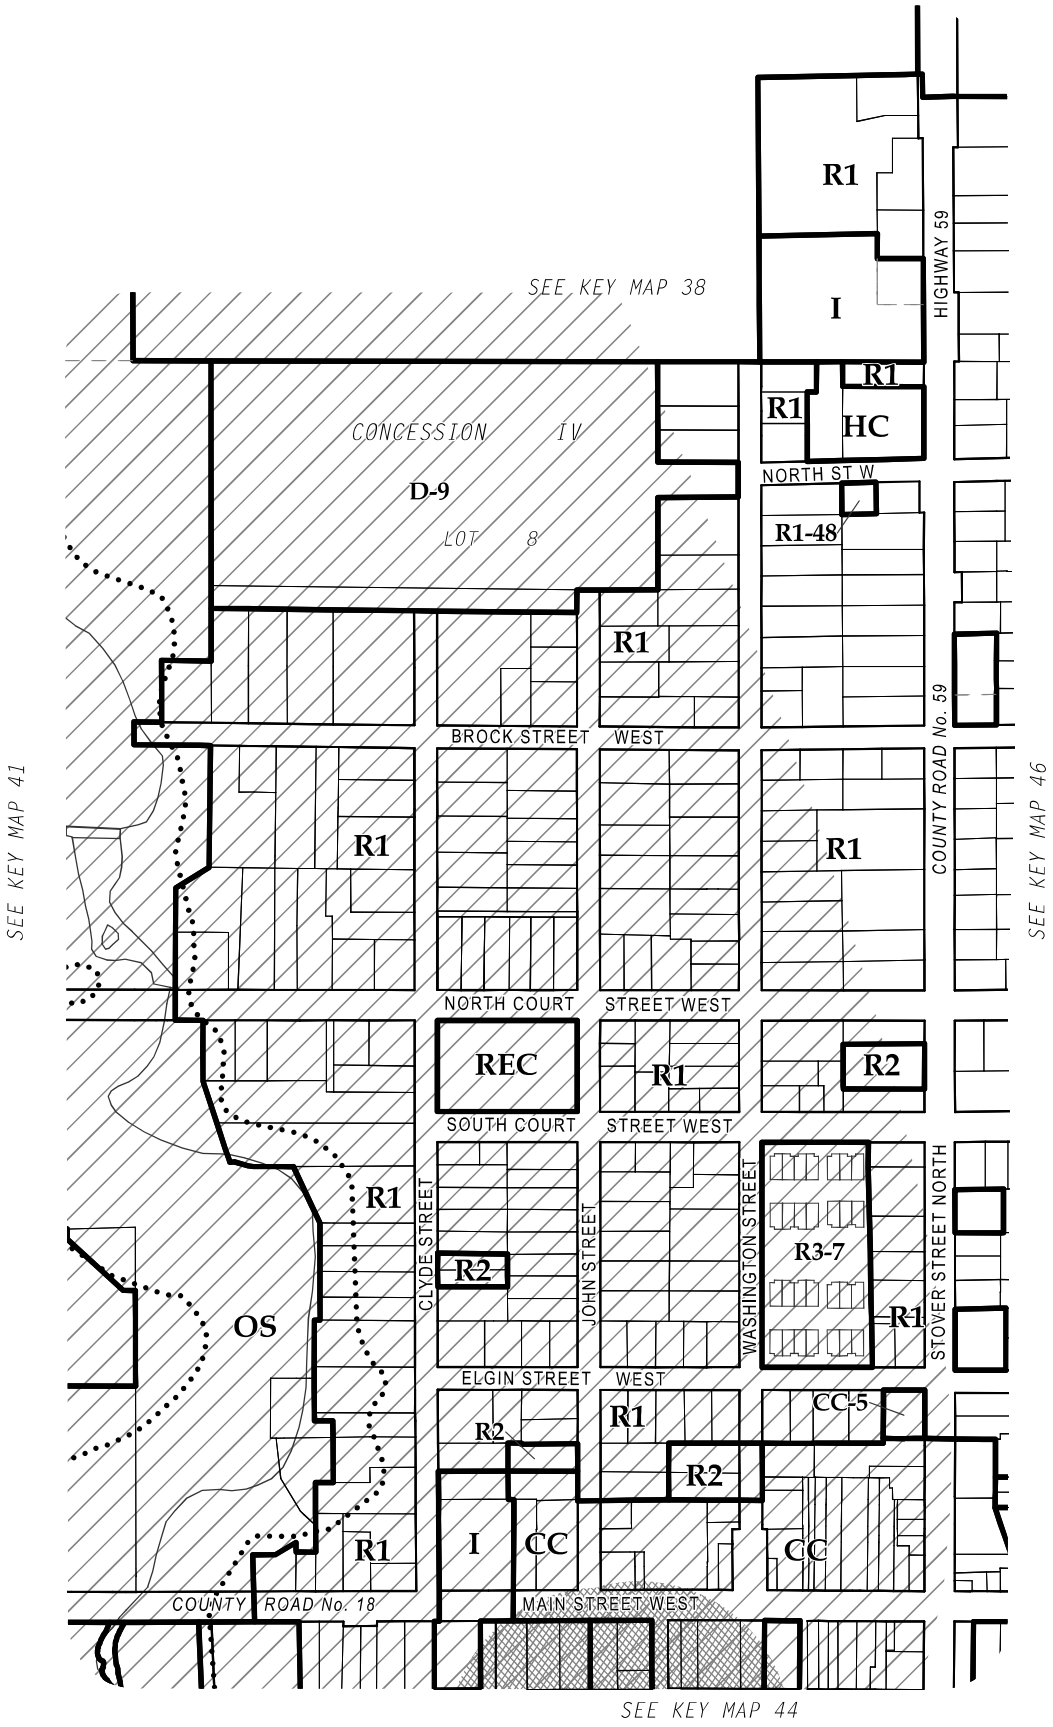 R1
HIGHWAY 59
SEE KEY MAP 38
I
R1
R1
HC
CONCESSION IV
NORTH ST W
D-9
R1-48
LOT 8
R1
COUNTY ROAD No. 59
BROCK STREET WEST
SEE KEY MAP 41
SEE KEY MAP 46
R1
R1
NORTH COURT STREET WEST
REC
R1
R2
SOUTH COURT STREET WEST
R1
CLYDE STREET
JOHN STREET
WASHINGTON STREET
STOVER STREET NORTH
R3-7
R2
OS
R1
ELGIN STREET WEST
CC-5
R1
R2
R2
R1
I
CC
CC
COUNTY ROAD No. 18
MAIN STREET WEST
SEE KEY MAP 44